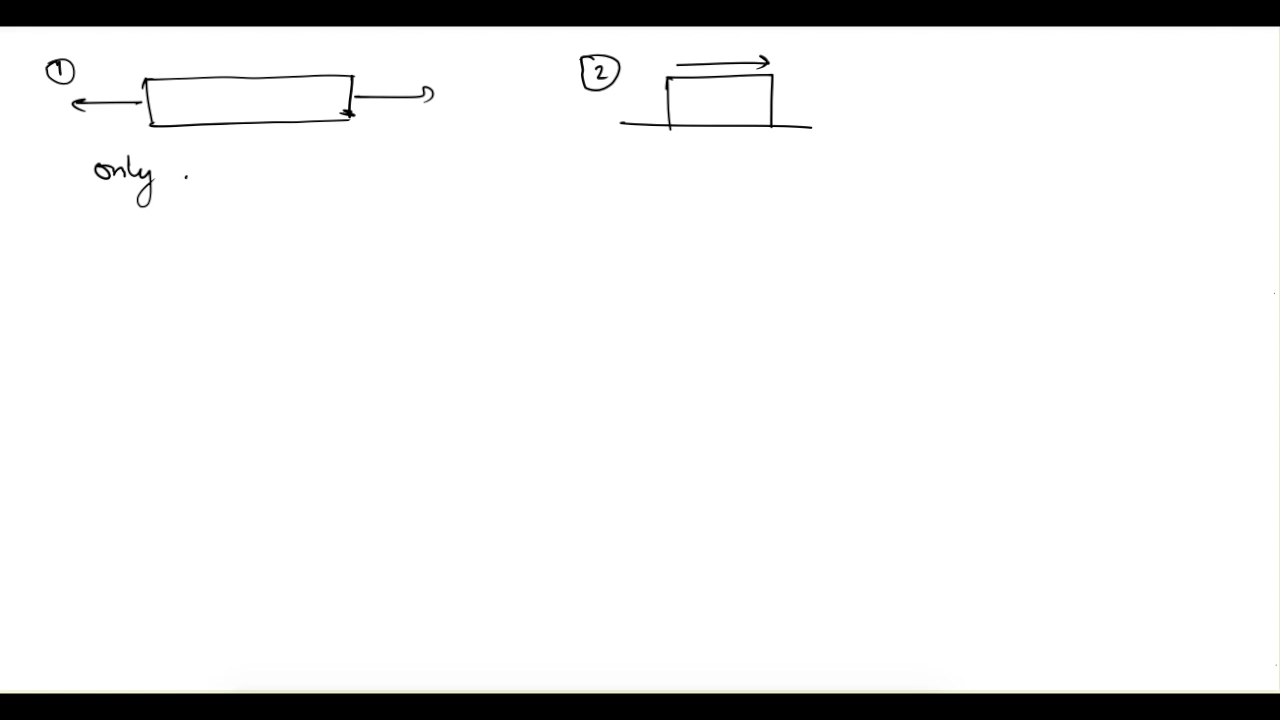 ① ②
only .